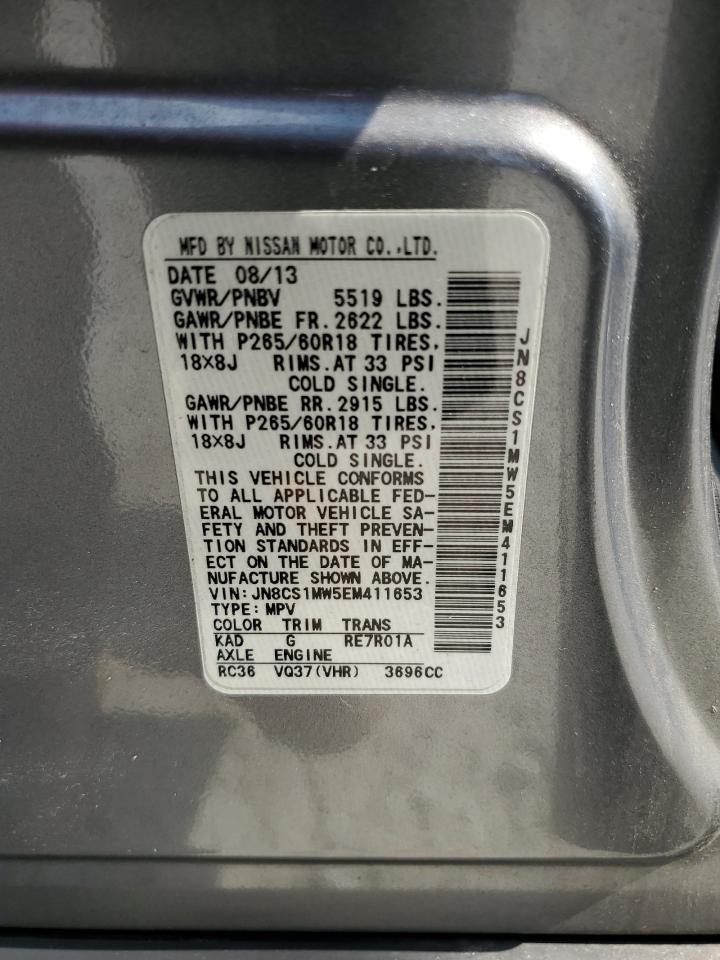 MFD BY NISSAN MOTOR CO.,LTD.
DATE 08/13
GVWR/PNBV 5519 LBS.
GAWR/PNBE FR. 2622 LBS.
WITH P265/60R18 TIRES,
18×8J RIMS.AT 33 PSI
COLD SINGLE.
GAWR/PNBE RR. 2915 LBS.
WITH P265/60R18 TIRES,
18×8J RIMS.AT 33 PSI
COLD SINGLE.
THIS VEHICLE CONFORMS
TO ALL APPLICABLE FED-
ERAL MOTOR VEHICLE SA-
FETY AND THEFT PREVEN-
TION STANDARDS IN EFF-
ECT ON THE DATE OF MA-
NUFACTURE SHOWN ABOVE.
VIN:JN8CS1MW5EM411653
TYPE:MPV
COLOR TRIM TRANS
KAD G RE7R01A
AXLE ENGINE
RC36 VQ37(VHR) 3696CC
JN8CS1MW5EM411653